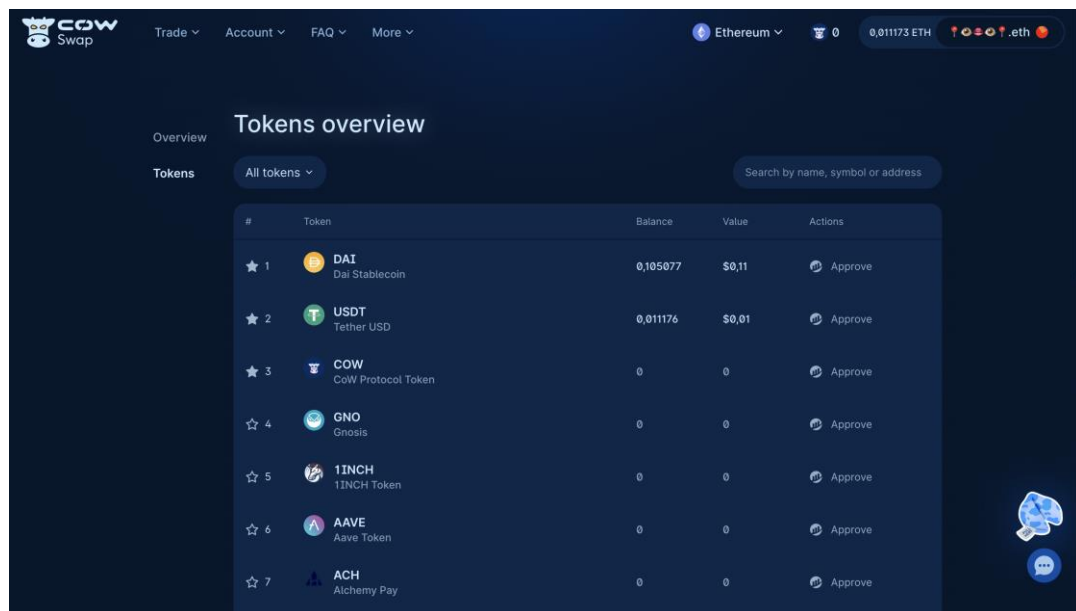 COW
Swap
Trade
Account
FAQ
More
Ethereum
0
0,011173 ETH
.eth
Overview
Tokens
Tokens overview
All tokens
Search by name, symbol or address
# Token Balance Value Actions
1 DAI 0,105077 $0,11 Approve
Dai Stablecoin
2 USDT 0,011176 $0,01 Approve
Tether USD
3 COW 0 0 Approve
CoW Protocol Token
4 GNO 0 0 Approve
Gnosis
5 1INCH 0 0 Approve
1INCH Token
6 AAVE 0 0 Approve
Aave Token
7 ACH 0 0 Approve
Alchemy Pay